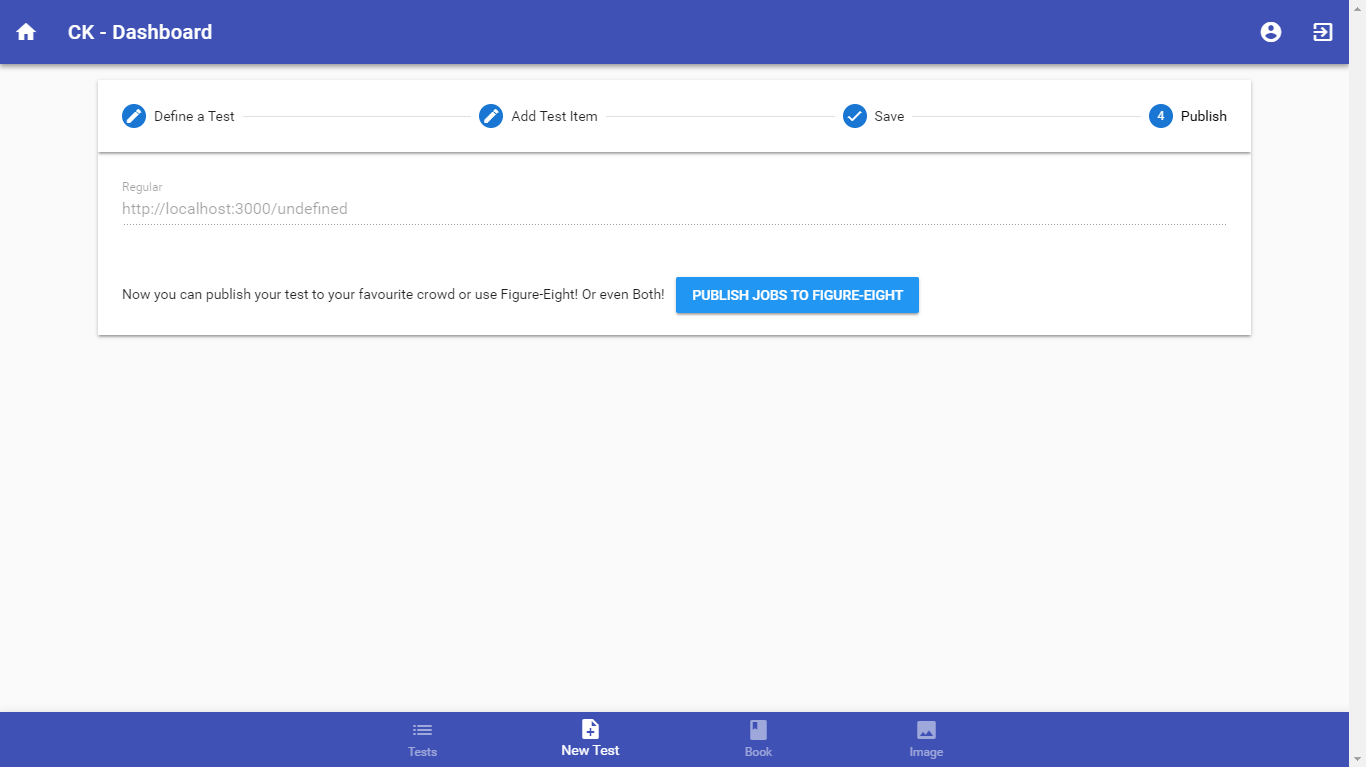 CK - Dashboard
Define a Test
Add Test Item
Save
4 Publish
Regular
http://localhost:3000/undefined
Now you can publish your test to your favourite crowd or use Figure-Eight! Or even Both! PUBLISH JOBS TO FIGURE-EIGHT
Tests
New Test
Book
Image